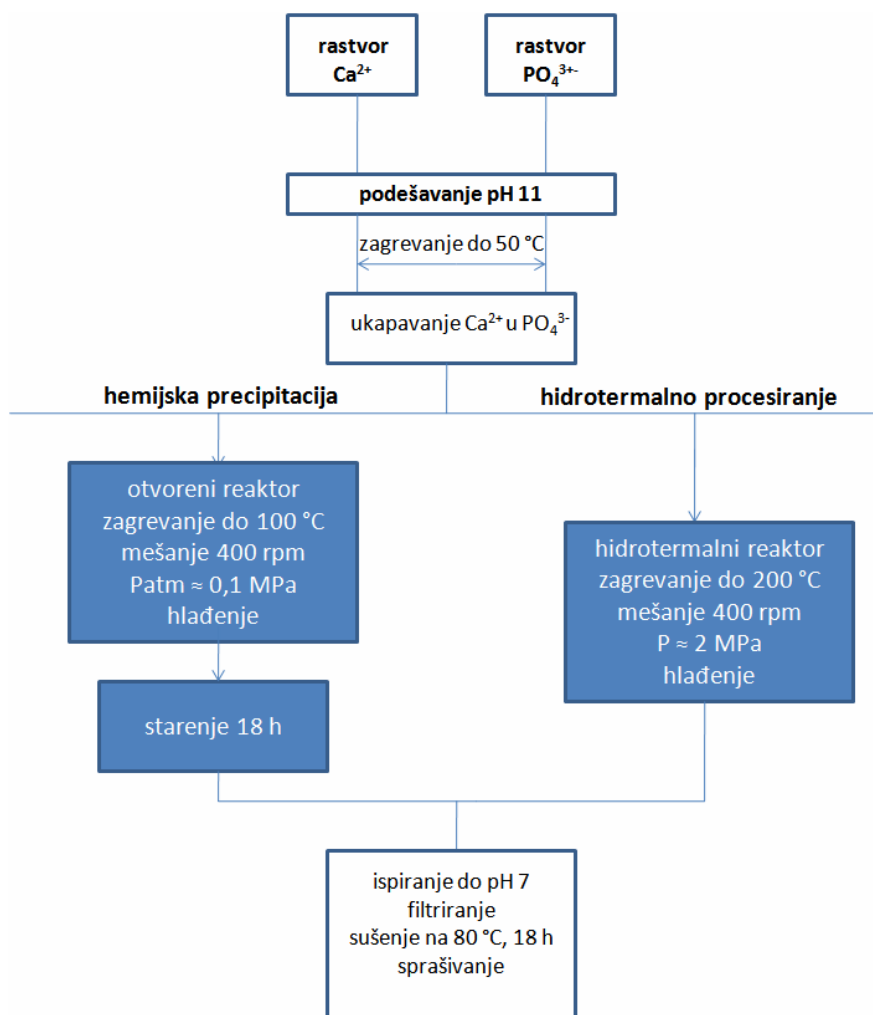 rastvor
Ca²⁺
rastvor
PO₄³⁺⁻
podešavanje pH 11
zagrevanje do 50 °C
ukapavanje Ca²⁺ u PO₄³⁻
hemijska precipitacija
hidrotermalno procesiranje
otvoreni reaktor
zagrevanje do 100 °C
mešanje 400 rpm
Patm ≈ 0,1 MPa
hlađenje
hidrotermalni reaktor
zagrevanje do 200 °C
mešanje 400 rpm
P ≈ 2 MPa
hlađenje
starenje 18 h
ispiranje do pH 7
filtriranje
sušenje na 80 °C, 18 h
sprašivanje